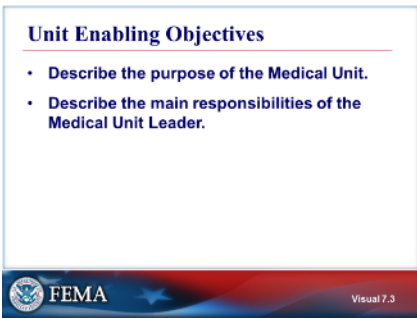 Unit Enabling Objectives
• Describe the purpose of the Medical Unit.
• Describe the main responsibilities of the
Medical Unit Leader.
FEMA
Visual 7.3